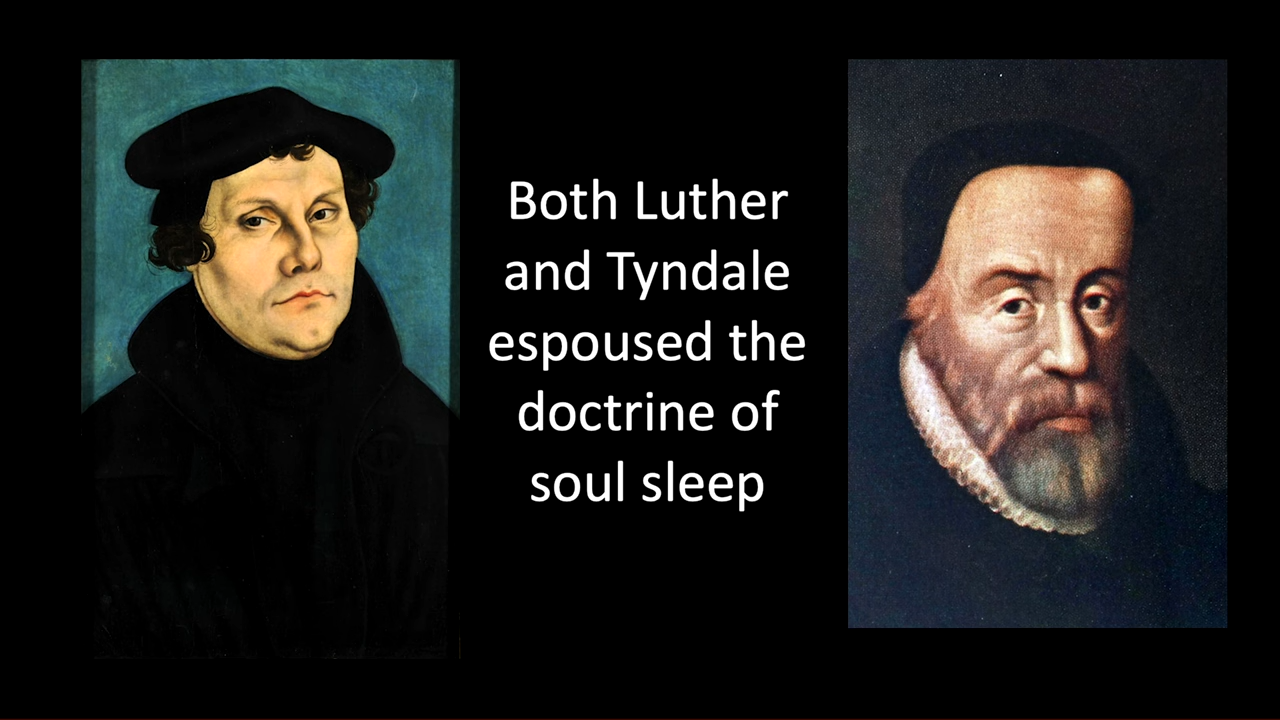 Both Luther
and Tyndale
espoused the
doctrine of
soul sleep